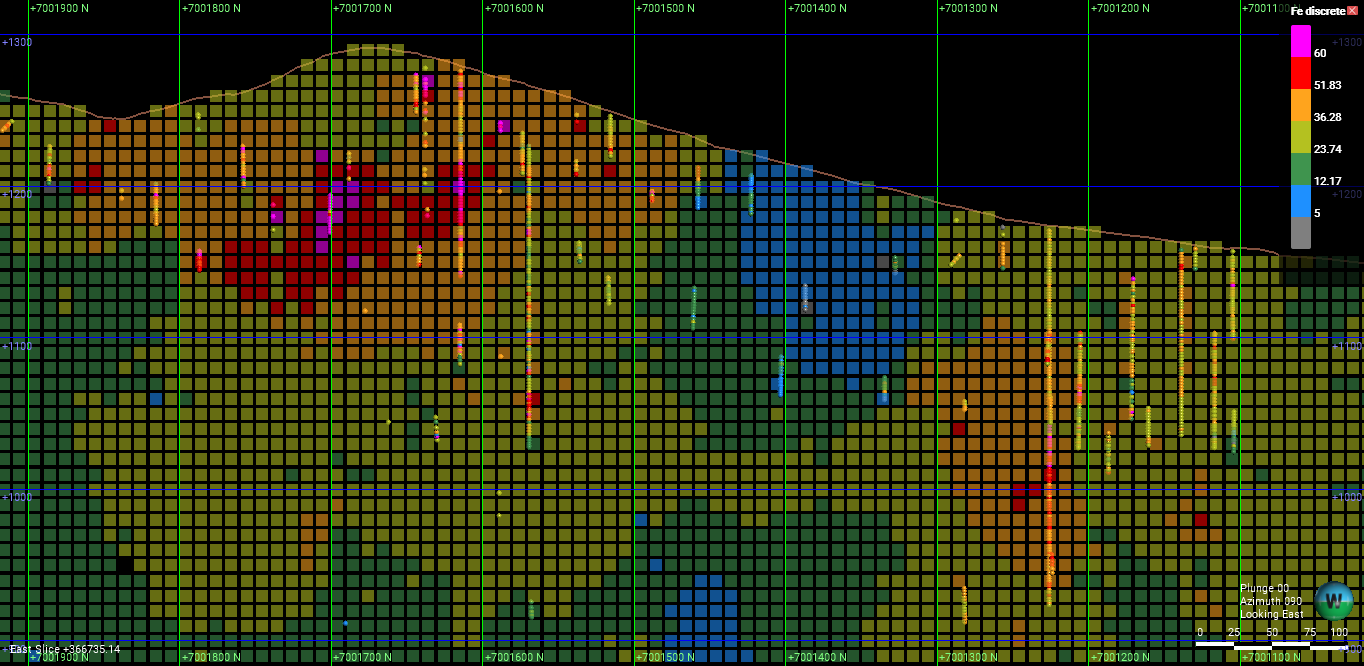 +7001900 N +7001800 N +7001700 N +7001600 N +7001500 N +7001400 N +7001300 N +7001200 N +7001100
Fe discrete
+1300 +1300
60
51.83
36.28
23.74
12.17
5
+1200 +1200
+1100 +1100
+1000 +1000
Plunge 00
Azimuth 090
Looking East
W
0 25 50 75 100
East Slice +366735.14
+7001900 N +7001800 N +7001700 N +7001600 N +7001500 N +7001400 N +7001300 N +7001200 N +7001100 N